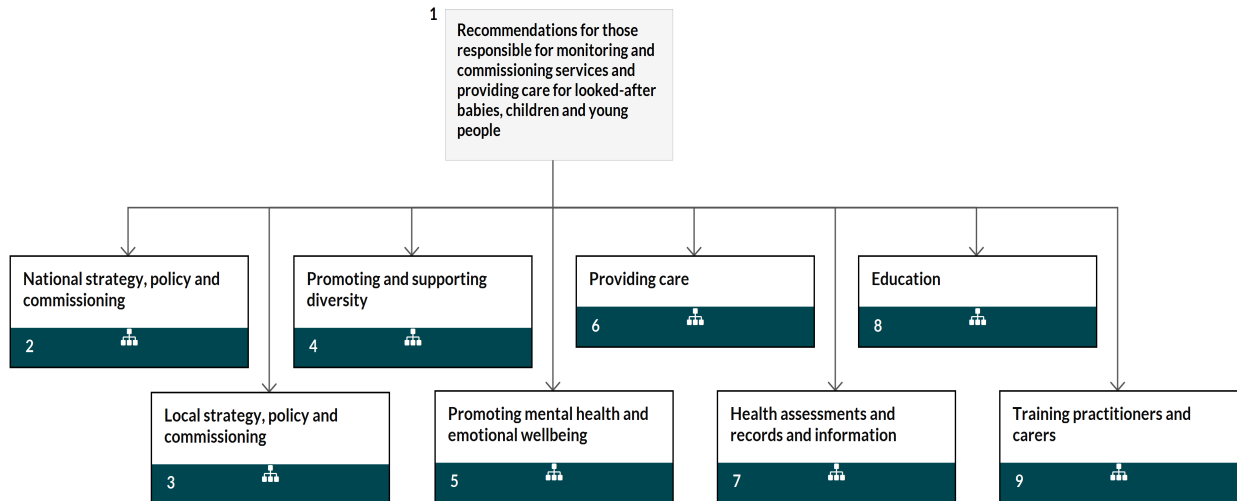 1
Recommendations for those
responsible for monitoring and
commissioning services and
providing care for looked-after
babies, children and young
people
National strategy, policy and
commissioning
2
Promoting and supporting
diversity
4
Providing care
6
Education
8
Local strategy, policy and
commissioning
3
Promoting mental health and
emotional wellbeing
5
Health assessments and
records and information
7
Training practitioners and
carers
9